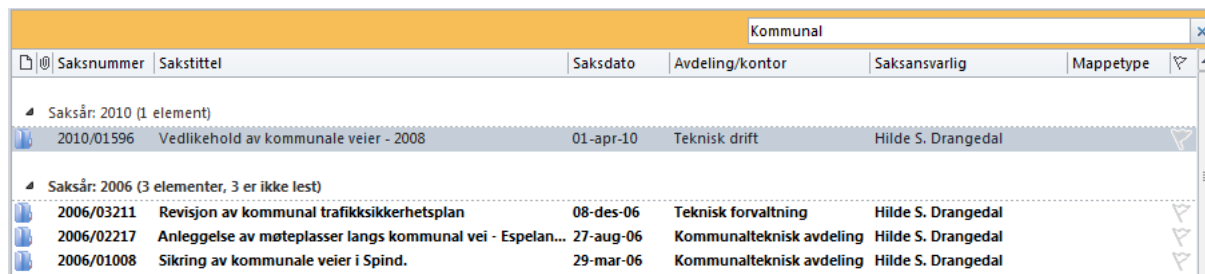 Kommunal
Saksnummer Sakstittel Saksdato Avdeling/kontor Saksansvarlig Mappetype
Saksår: 2010 (1 element)
2010/01596 Vedlikehold av kommunale veier - 2008 01-apr-10 Teknisk drift Hilde S. Drangedal
Saksår: 2006 (3 elementer, 3 er ikke lest)
2006/03211 Revisjon av kommunal trafikksikkerhetsplan 08-des-06 Teknisk forvaltning Hilde S. Drangedal
2006/02217 Anleggelse av møteplasser langs kommunal vei - Espelan... 27-aug-06 Kommunalteknisk avdeling Hilde S. Drangedal
2006/01008 Sikring av kommunale veier i Spind. 29-mar-06 Kommunalteknisk avdeling Hilde S. Drangedal